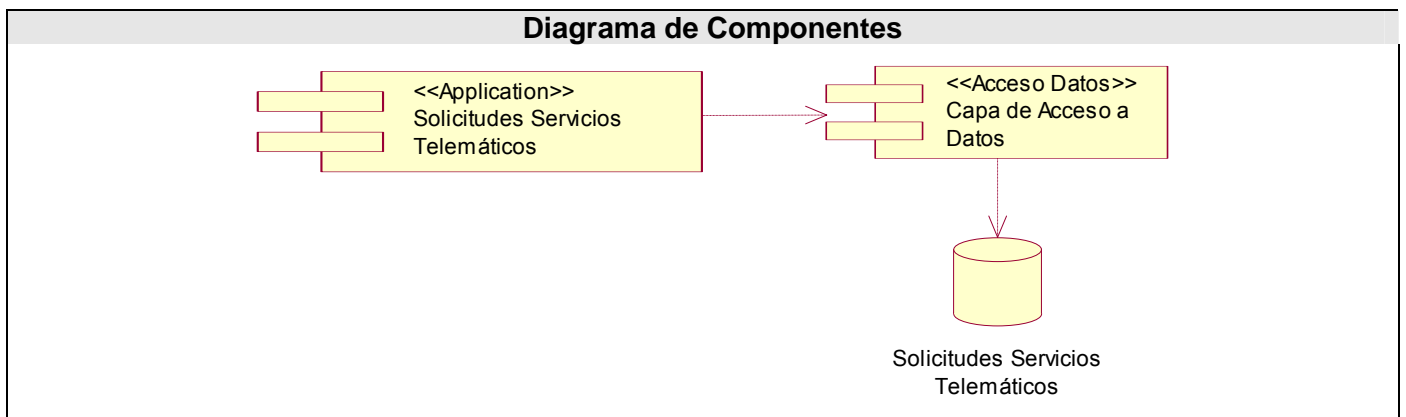 Diagrama de Componentes
<<Application>>
Solicitudes Servicios
Telemáticos
<<Acceso Datos>>
Capa de Acceso a
Datos
Solicitudes Servicios
Telemáticos